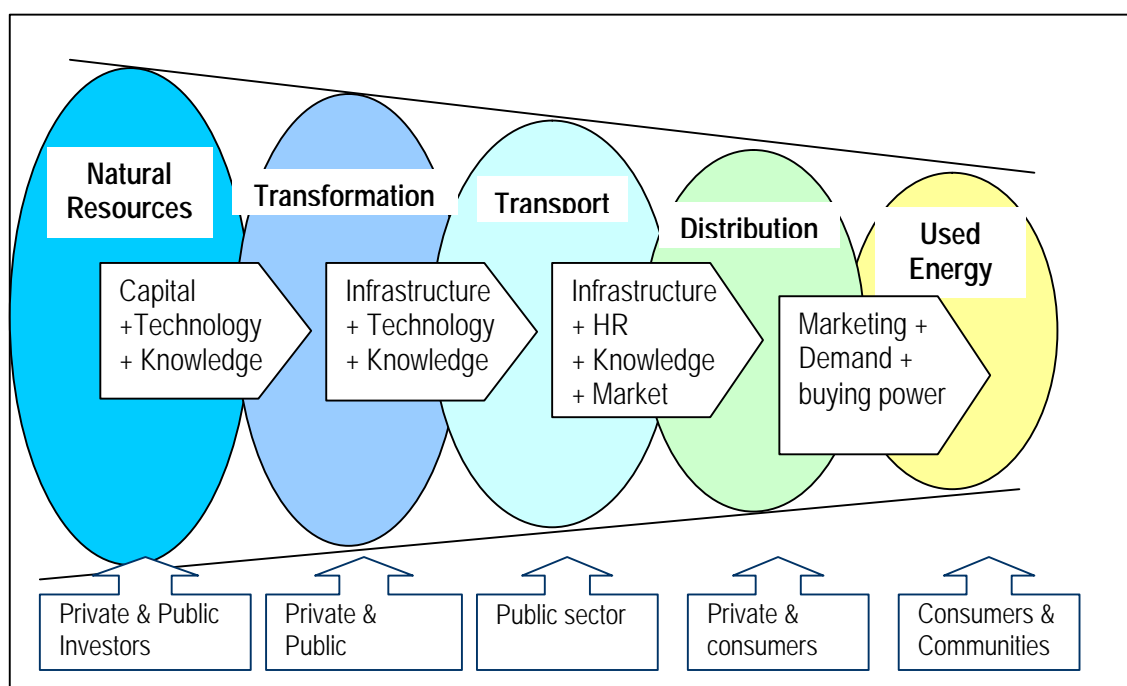 Natural
Resources
Transformation
Transport
Distribution
Used
Energy
Capital
+Technology
+ Knowledge
Infrastructure
+ Technology
+ Knowledge
Infrastructure
+ HR
+ Knowledge
+ Market
Marketing +
Demand +
buying power
Private & Public
Investors
Private &
Public
Public sector
Private &
consumers
Consumers &
Communities